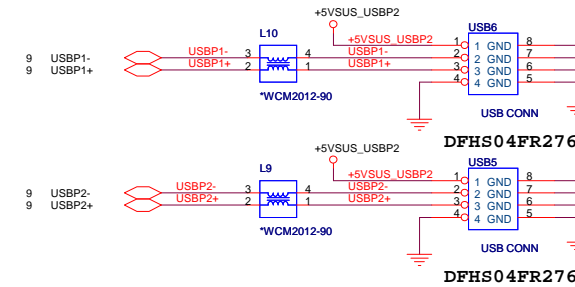 +5VSUS_USBP2
L10
USB6
+5VSUS_USBP2
9 USBP1- USBP1- 3 4 USBP1-
9 USBP1+ USBP1+ 2 1 USBP1+
1 1 GND 8
2 2 GND 7
3 3 GND 6
4 4 GND 5
*WCM2012-90
USB CONN
DFHS04FR276
+5VSUS_USBP2
L9
USB5
+5VSUS_USBP2
9 USBP2- USBP2- 3 4 USBP2-
9 USBP2+ USBP2+ 2 1 USBP2+
1 1 GND 8
2 2 GND 7
3 3 GND 6
4 4 GND 5
*WCM2012-90
USB CONN
DFHS04FR276